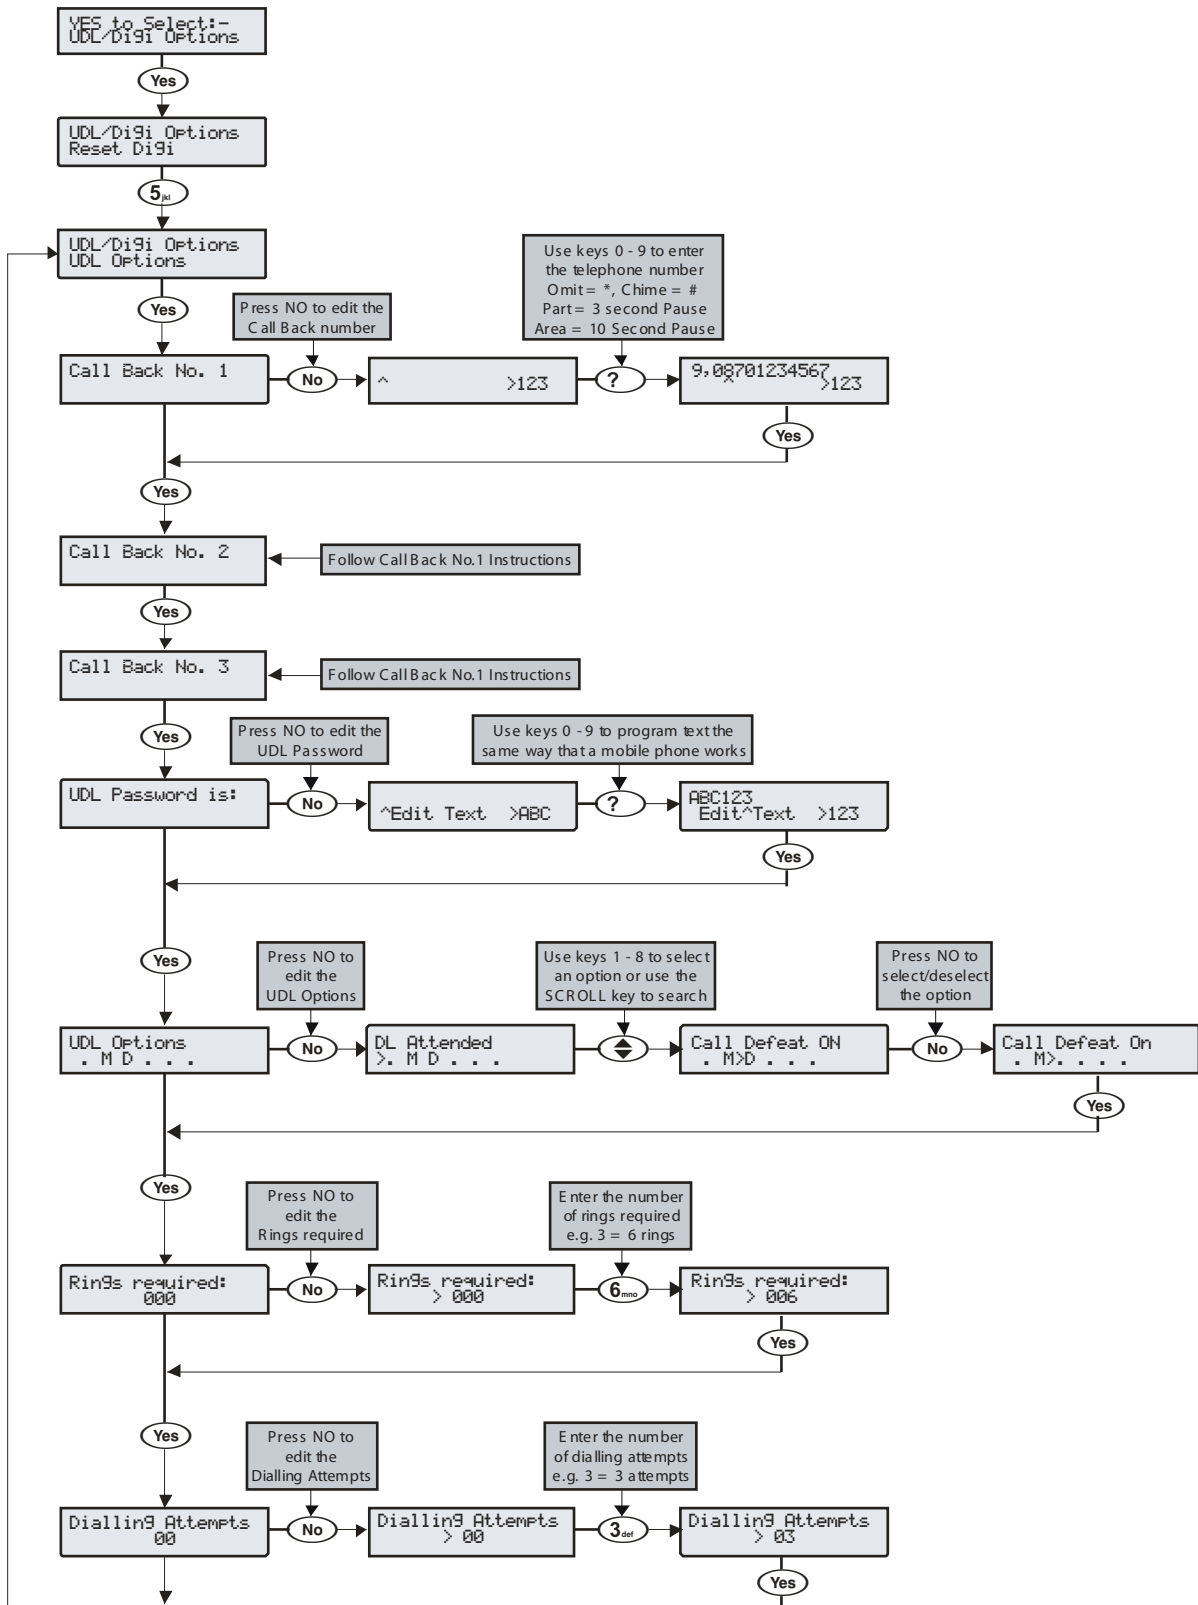 YES to Select:-
UDL/Digi Options
Yes
UDL/Digi Options
Reset Digi
5jkl
UDL/Digi Options
UDL Options
Yes
Press NO to edit the
Call Back number
Use keys 0 - 9 to enter
the telephone number
Omit = *, Chime = #
Part = 3 second Pause
Area = 10 Second Pause
Call Back No. 1
No
^ >123
?
9,08701234567
^ >123
Yes
Yes
Call Back No. 2
Follow Call Back No.1 Instructions
Yes
Call Back No. 3
Follow Call Back No.1 Instructions
Yes
Press NO to edit the
UDL Password
Use keys 0 - 9 to program text the
same way that a mobile phone works
UDL Password is:
No
^Edit Text >ABC
?
ABC123
Edit^Text >123
Yes
Yes
Press NO to
edit the
UDL Options
Use keys 1 - 8 to select
an option or use the
SCROLL key to search
Press NO to
select/deselect
the option
UDL Options
. M D . . .
No
DL Attended
>. M D . . .
Call Defeat ON
. M>D . . .
No
Call Defeat On
. M>. . . .
Yes
Yes
Press NO to
edit the
Rings required
Enter the number
of rings required
e.g. 3 = 6 rings
Rings required:
000
No
Rings required:
> 000
6mno
Rings required:
> 006
Yes
Yes
Press NO to
edit the
Dialling Attempts
Enter the number
of dialling attempts
e.g. 3 = 3 attempts
Dialling Attempts
00
No
Dialling Attempts
> 00
3def
Dialling Attempts
> 03
Yes